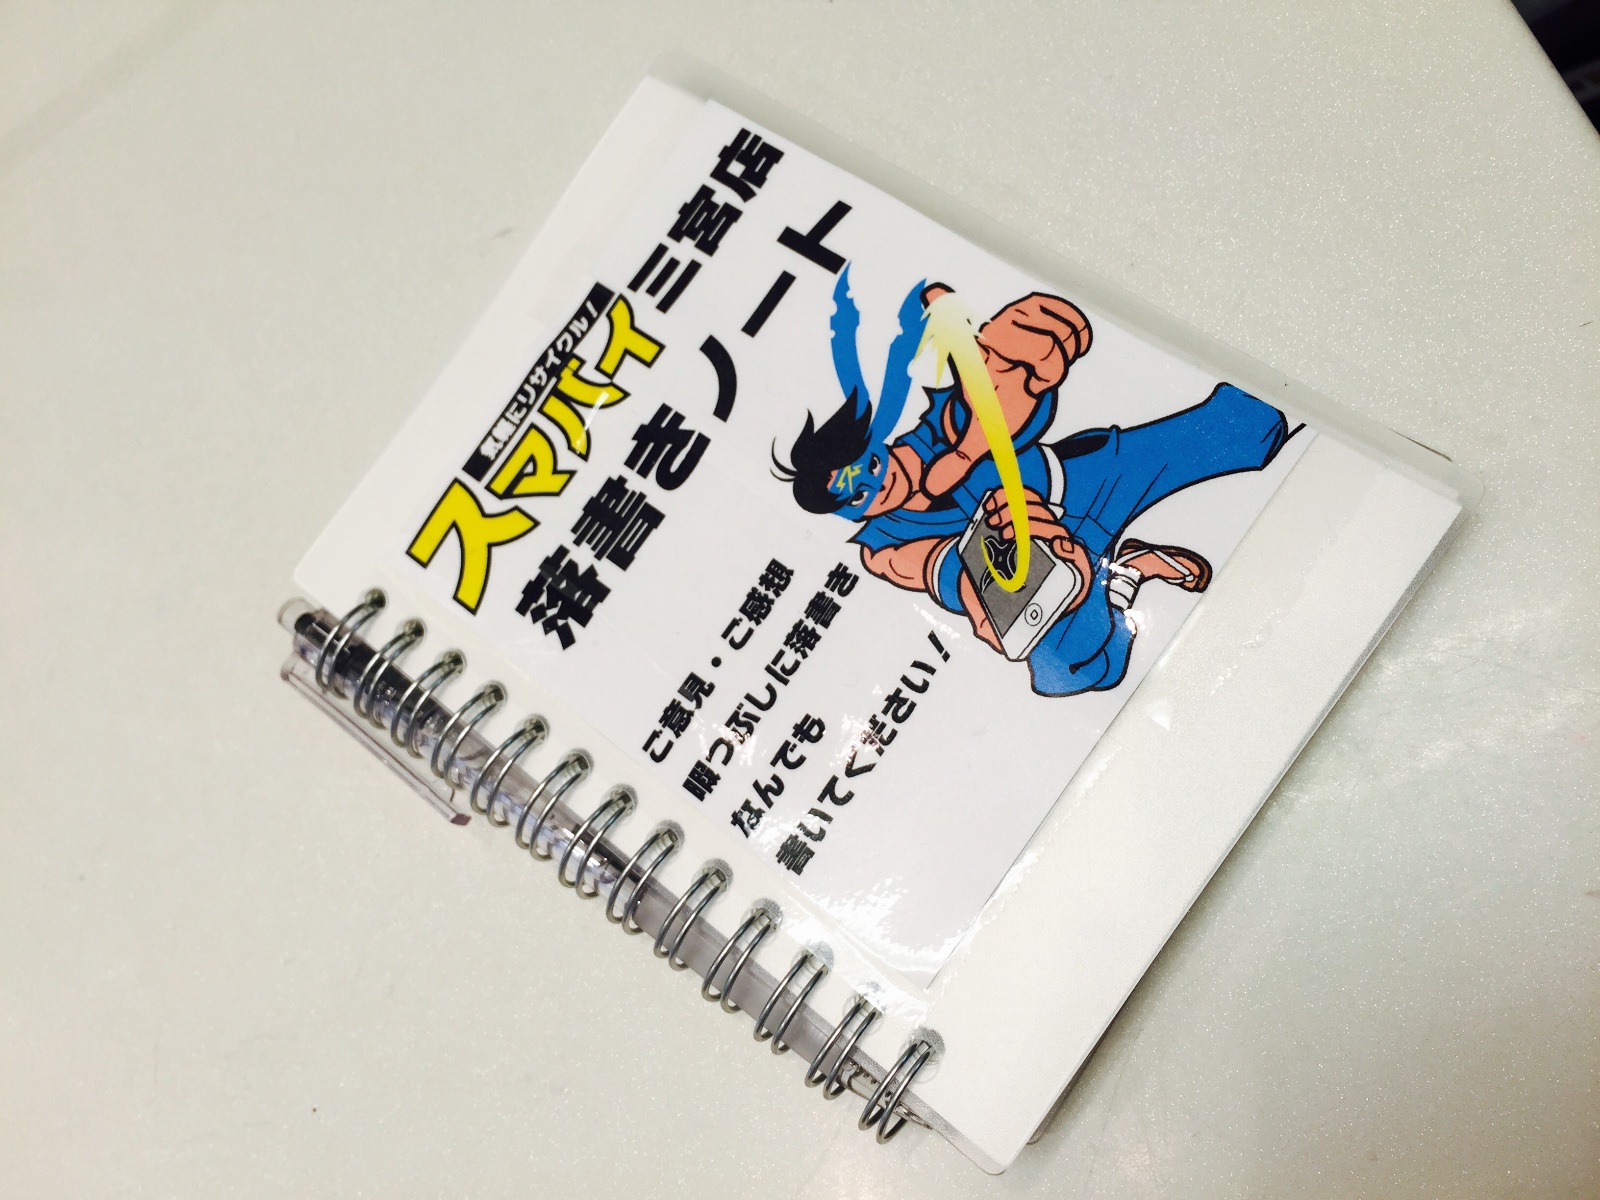 気軽にリサイクル!
スマバイ三宮店
落書きノート
ご意見・ご感想
暇つぶしに落書き
なんでも
書いてください!